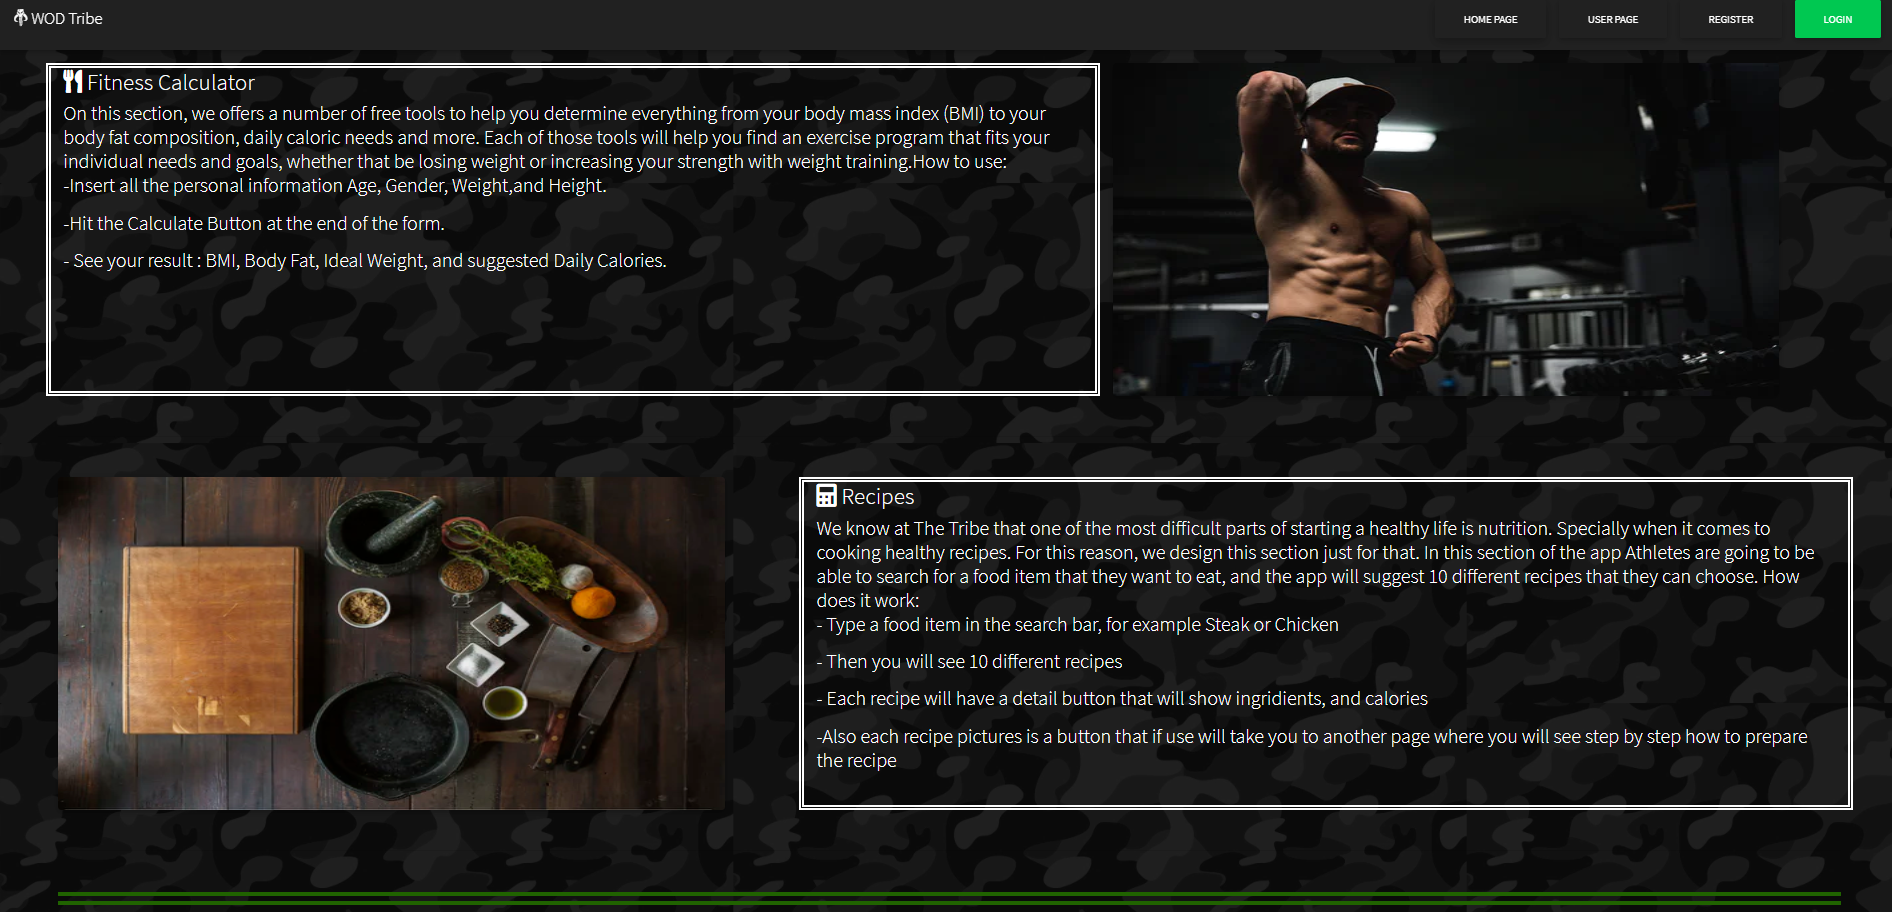 WOD Tribe
HOME PAGE
USER PAGE
REGISTER
LOGIN
Fitness Calculator
On this section, we offers a number of free tools to help you determine everything from your body mass index (BMI) to your
body fat composition, daily caloric needs and more. Each of those tools will help you find an exercise program that fits your
individual needs and goals, whether that be losing weight or increasing your strength with weight training.How to use:
-Insert all the personal information Age, Gender, Weight,and Height.
-Hit the Calculate Button at the end of the form.
- See your result : BMI, Body Fat, Ideal Weight, and suggested Daily Calories.
Recipes
We know at The Tribe that one of the most difficult parts of starting a healthy life is nutrition. Specially when it comes to
cooking healthy recipes. For this reason, we design this section just for that. In this section of the app Athletes are going to be
able to search for a food item that they want to eat, and the app will suggest 10 different recipes that they can choose. How
does it work:
- Type a food item in the search bar, for example Steak or Chicken
- Then you will see 10 different recipes
- Each recipe will have a detail button that will show ingridients, and calories
-Also each recipe pictures is a button that if use will take you to another page where you will see step by step how to prepare
the recipe